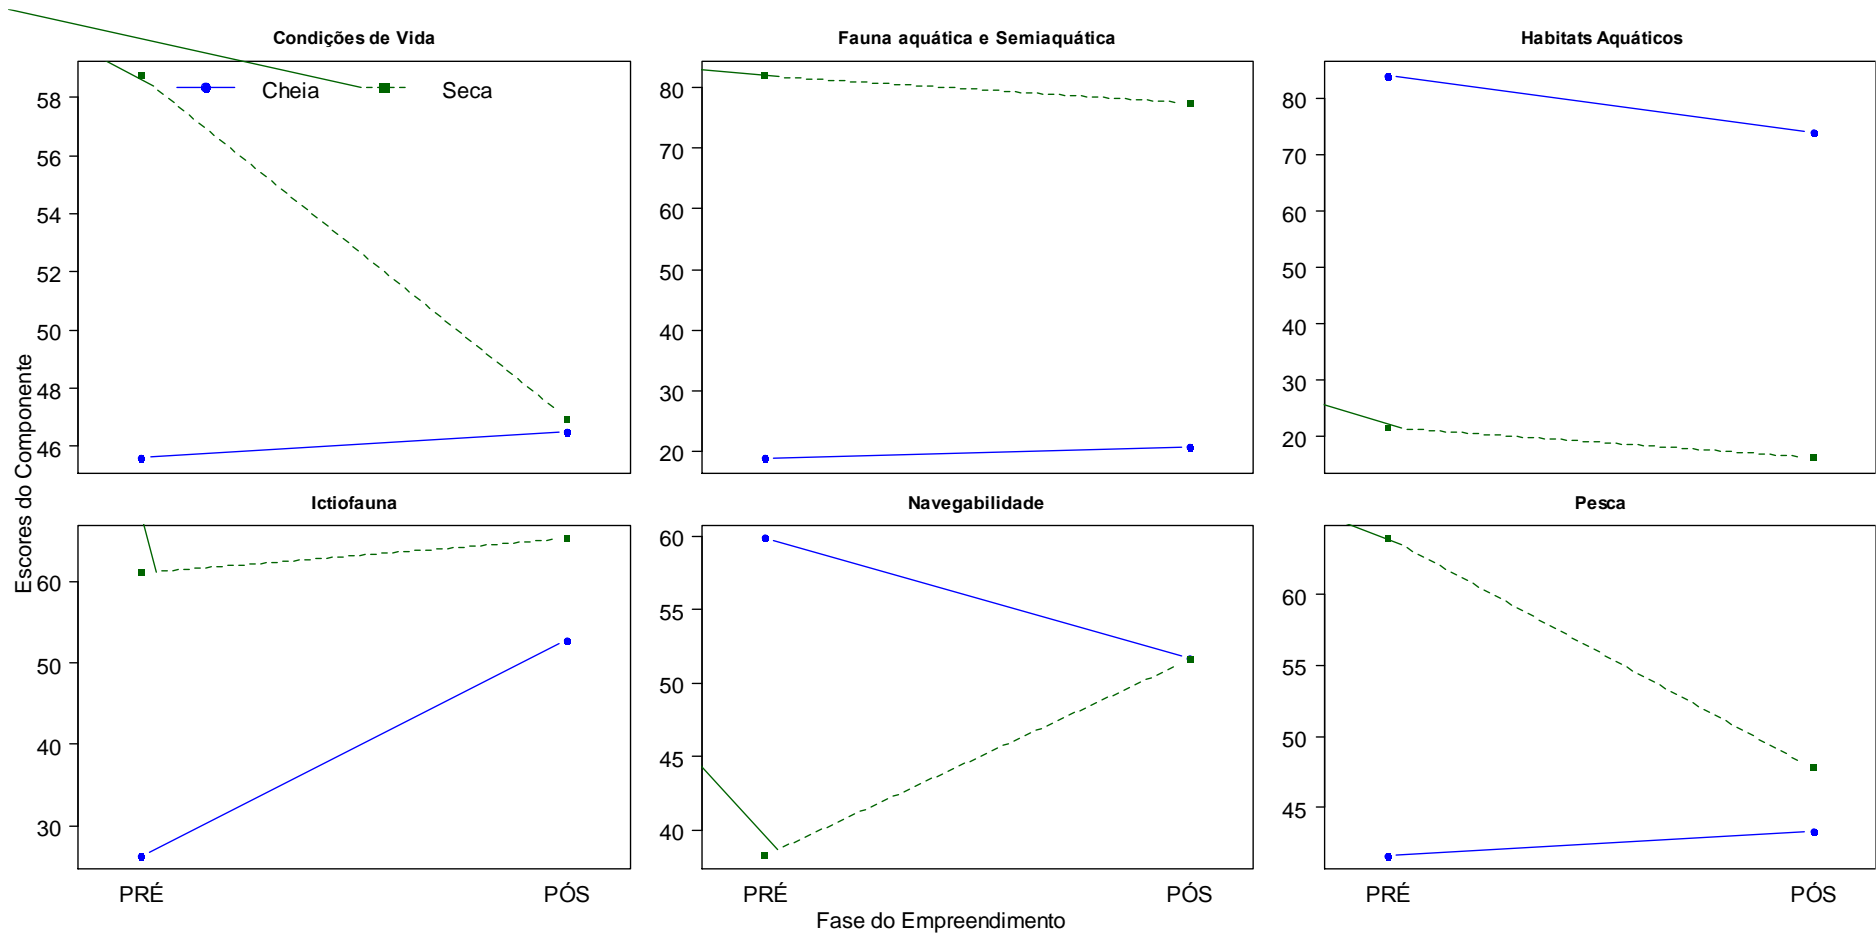 Condições de Vida
Fauna aquática e Semiaquática
Habitats Aquáticos
Cheia
Seca
58
56
54
52
50
48
46
80
70
60
50
40
30
20
80
70
60
50
40
30
20
Escores do Componente
Ictiofauna
Navegabilidade
Pesca
60
50
40
30
60
55
50
45
40
60
55
50
45
PRÉ
PÓS
PRÉ
PÓS
PRÉ
PÓS
Fase do Empreendimento